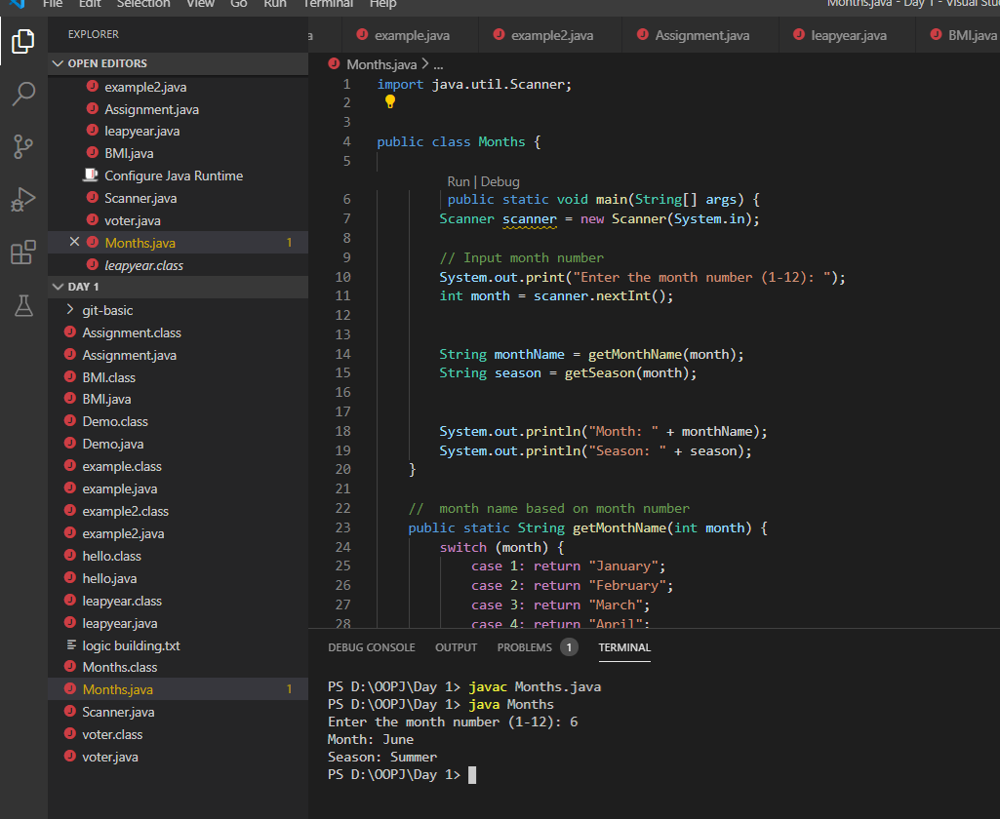 File Edit Selection View Go Run Terminal Help Months.java - Day 1 - Visual Stu
EXPLORER
OPEN EDITORS
example2.java
Assignment.java
leapyear.java
BMI.java
Configure Java Runtime
Scanner.java
voter.java
Months.java 1
leapyear.class
DAY 1
git-basic
Assignment.class
Assignment.java
BMI.class
BMI.java
Demo.class
Demo.java
example.class
example.java
example2.class
example2.java
hello.class
hello.java
leapyear.class
leapyear.java
logic building.txt
Months.class
Months.java 1
Scanner.java
voter.class
voter.java
a example.java example2.java Assignment.java leapyear.java BMI.java
Months.java > ...
1 import java.util.Scanner;
2
3
4 public class Months {
5
Run | Debug
6 public static void main(String[] args) {
7 Scanner scanner = new Scanner(System.in);
8
9 // Input month number
10 System.out.print("Enter the month number (1-12): ");
11 int month = scanner.nextInt();
12
13
14 String monthName = getMonthName(month);
15 String season = getSeason(month);
16
17
18 System.out.println("Month: " + monthName);
19 System.out.println("Season: " + season);
20 }
21
22 //  month name based on month number
23 public static String getMonthName(int month) {
24 switch (month) {
25 case 1: return "January";
26 case 2: return "February";
27 case 3: return "March";
28 case 4: return "April";
DEBUG CONSOLE OUTPUT PROBLEMS 1 TERMINAL
PS D:\OOPJ\Day 1> javac Months.java
PS D:\OOPJ\Day 1> java Months
Enter the month number (1-12): 6
Month: June
Season: Summer
PS D:\OOPJ\Day 1>